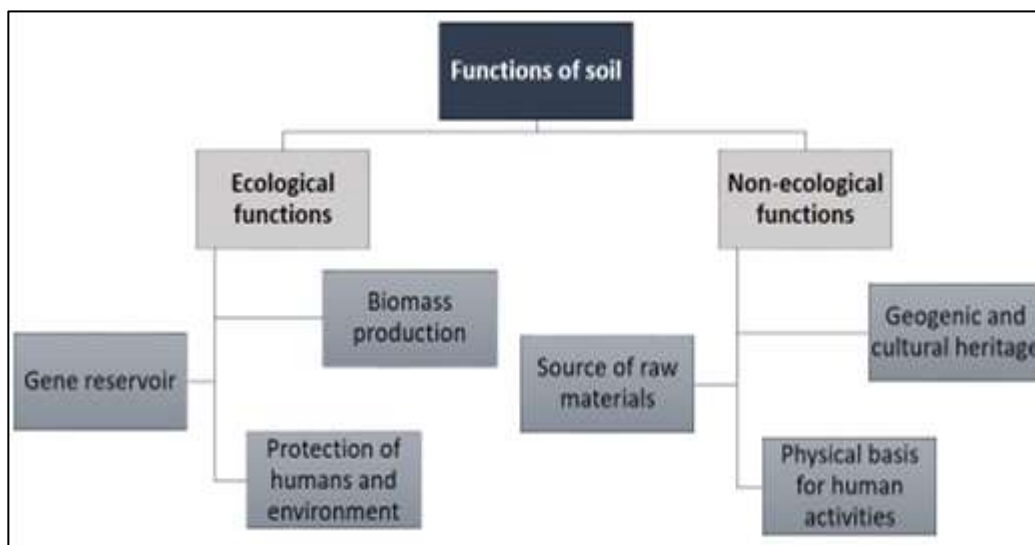 Functions of soil
Ecological
functions
Non-ecological
functions
Biomass
production
Gene reservoir
Protection of
humans and
environment
Geogenic and
cultural heritage
Source of raw
materials
Physical basis
for human
activities